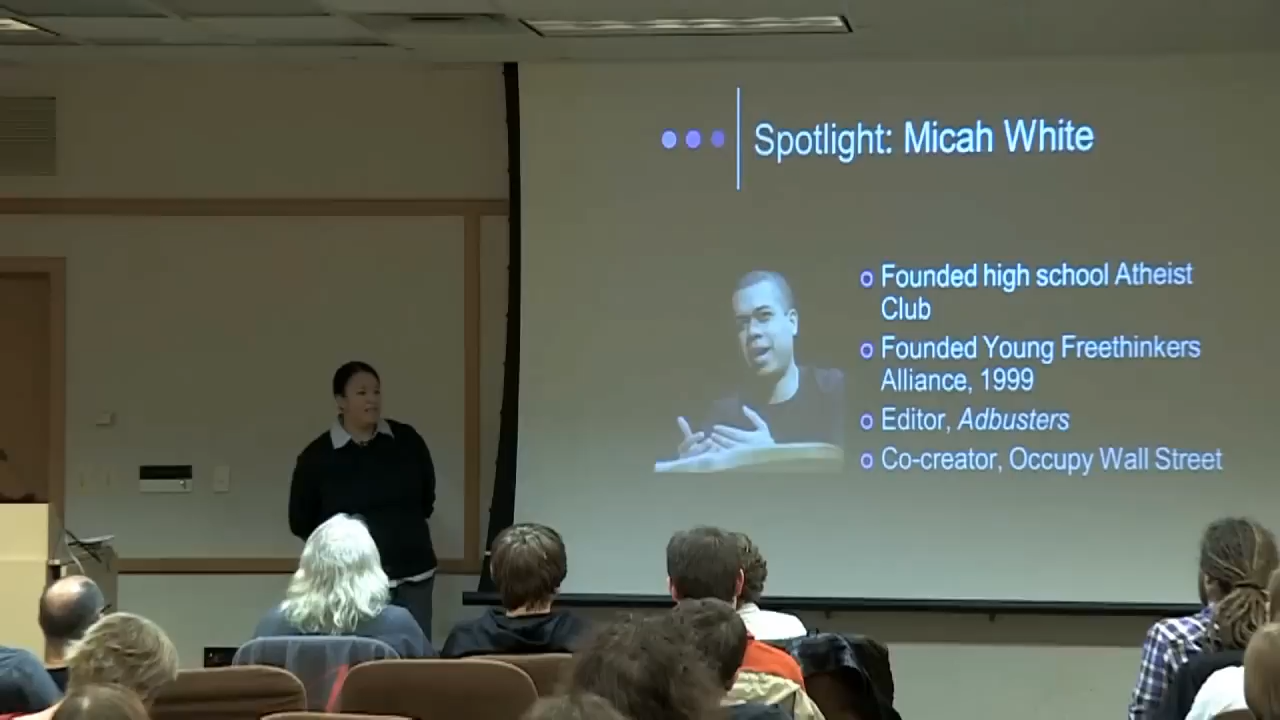 Spotlight: Micah White
Founded high school Atheist
Club
Founded Young Freethinkers
Alliance, 1999
Editor, Adbusters
Co-creator, Occupy Wall Street